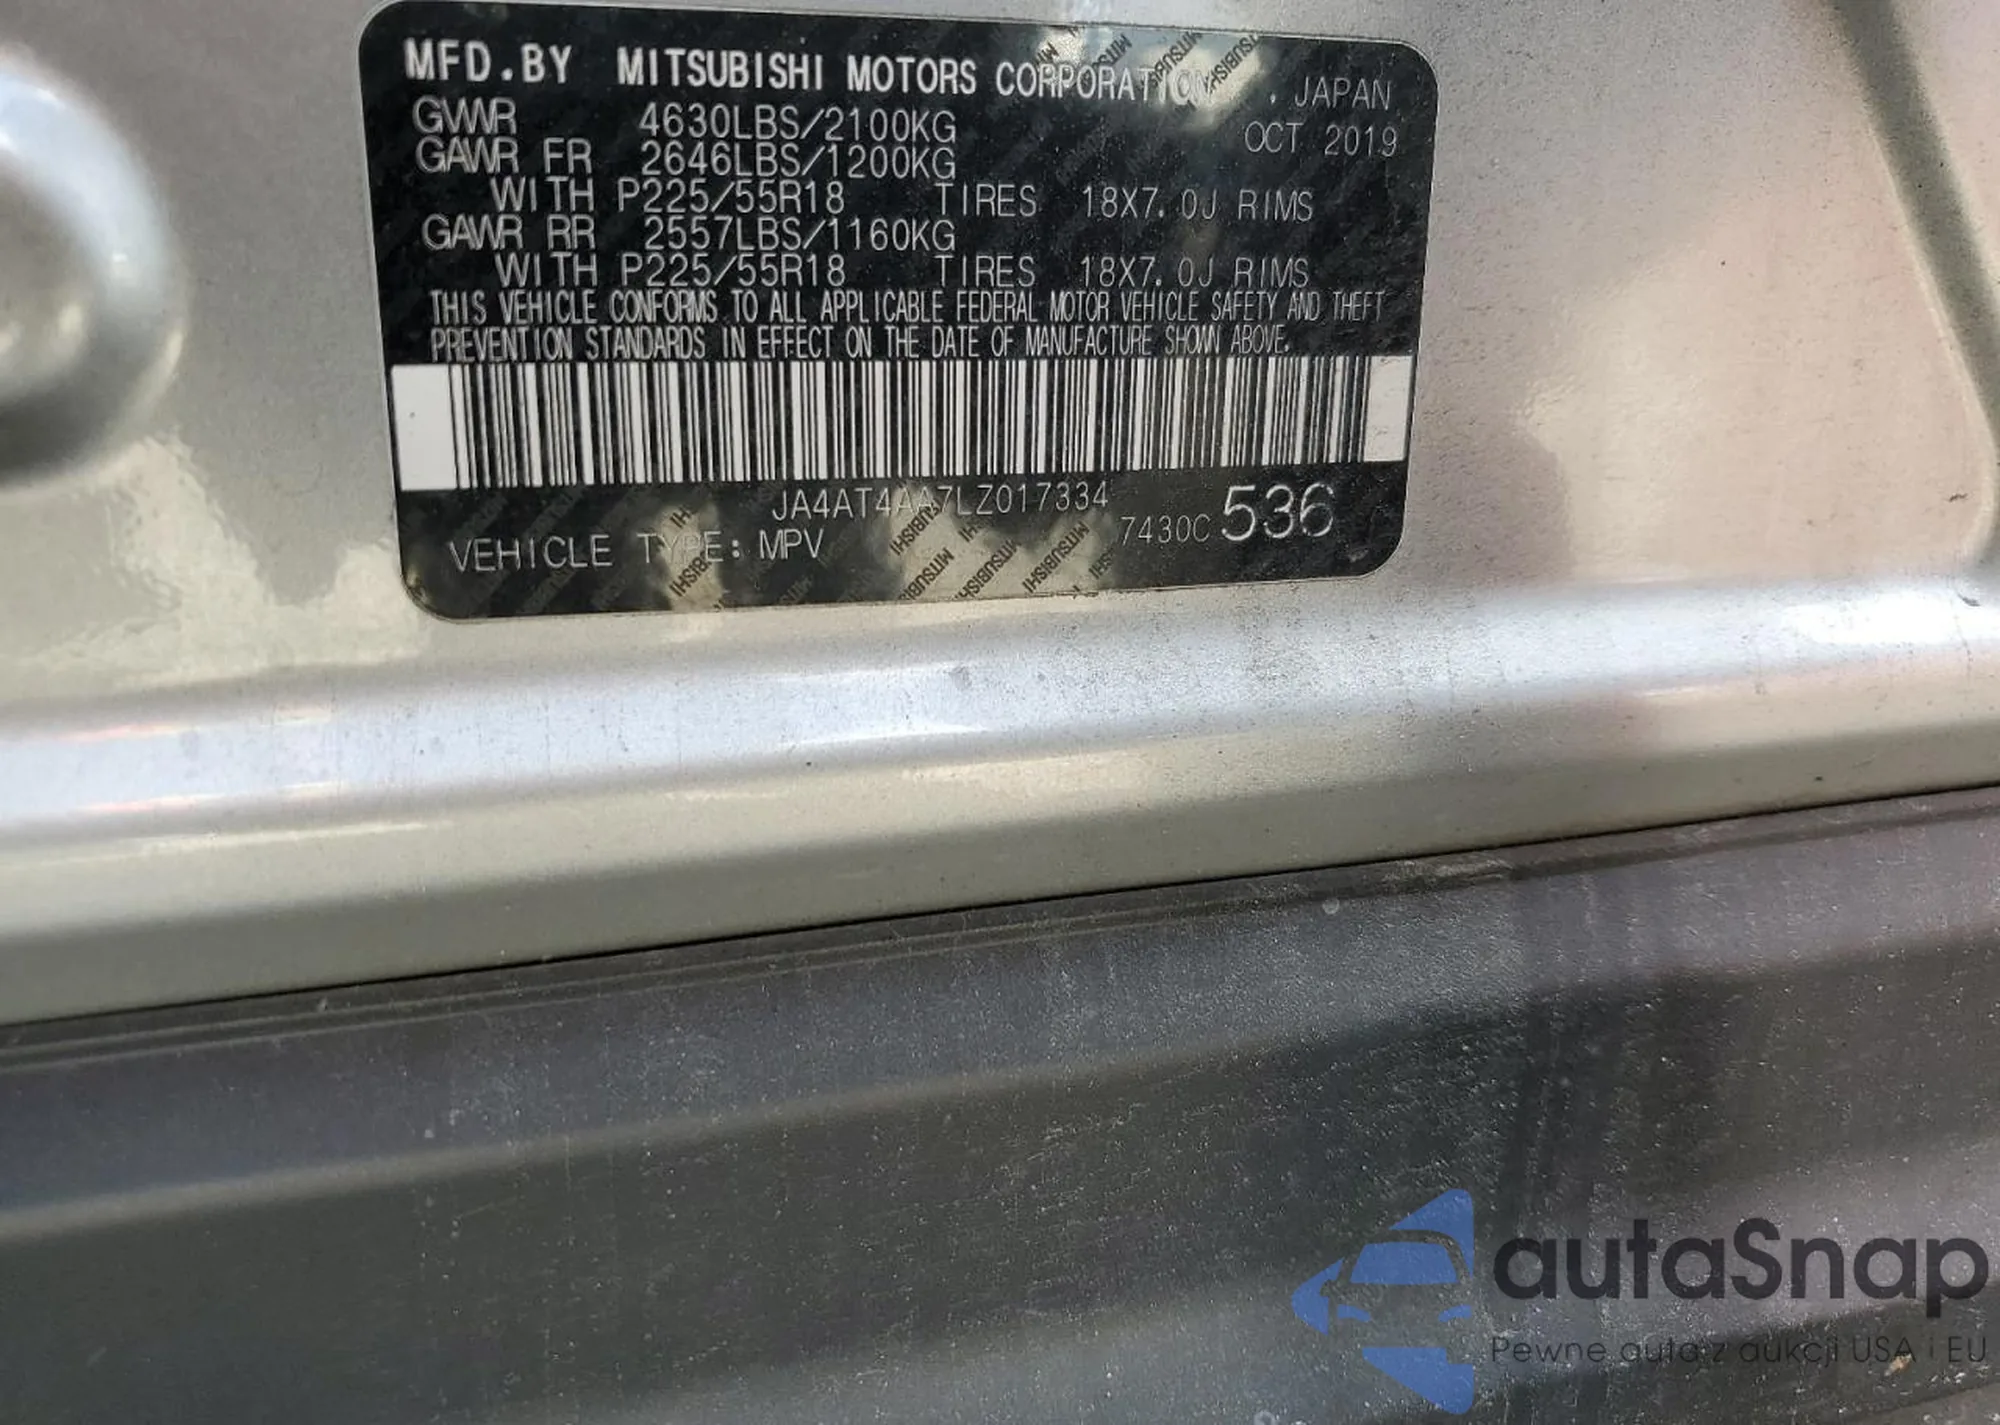 MFD.BY MITSUBISHI MOTORS CORPORATION . JAPAN
GVWR 4630LBS/2100KG OCT 2019
GAWR FR 2646LBS/1200KG
WITH P225/55R18 TIRES 18X7.0J RIMS
GAWR RR 2557LBS/1160KG
WITH P225/55R18 TIRES 18X7.0J RIMS
THIS VEHICLE CONFORMS TO ALL APPLICABLE FEDERAL MOTOR VEHICLE SAFETY AND THEFT
PREVENTION STANDARDS IN EFFECT ON THE DATE OF MANUFACTURE SHOWN ABOVE.
JA4AT4AA7LZ017334
VEHICLE TYPE: MPV 7430C 536
autaSnap
Pewne auta z aukcji USA i EU